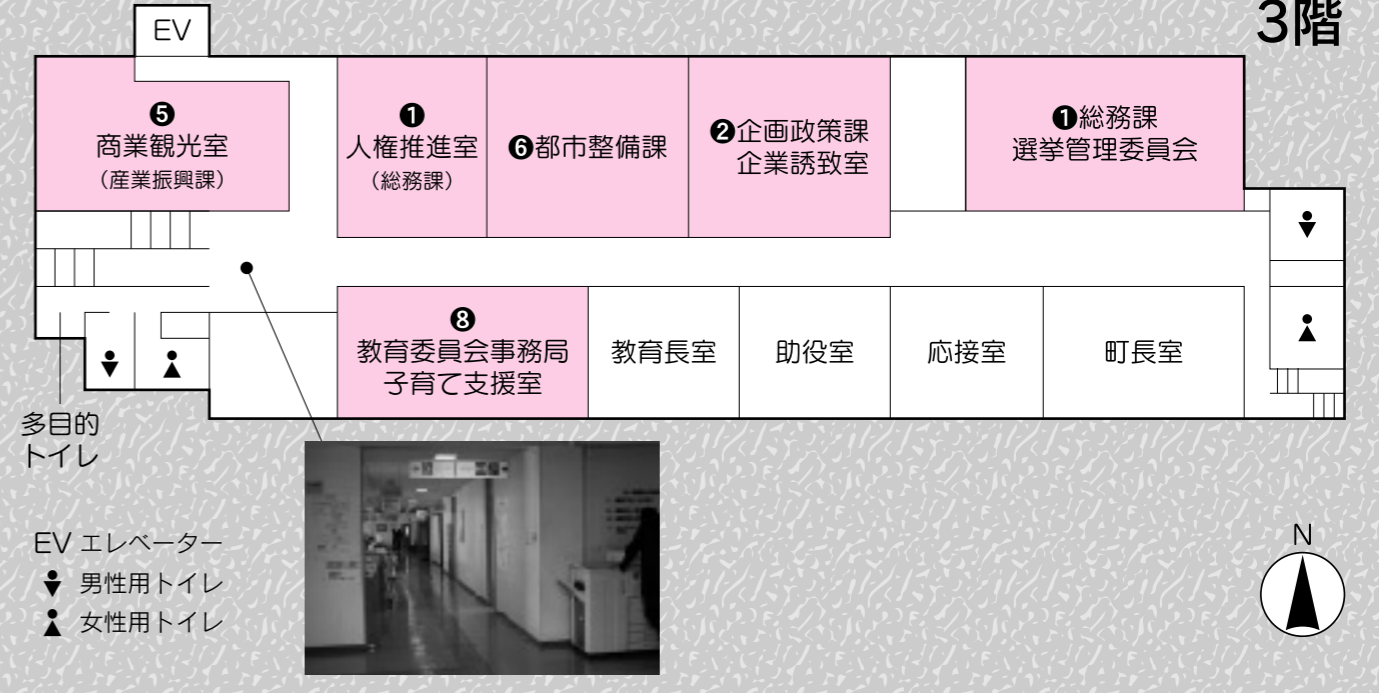 3階
EV
❺
商業観光室
（産業振興課）
❶
人権推進室
（総務課）
❻都市整備課
❷企画政策課
企業誘致室
❶総務課
選挙管理委員会
❽
教育委員会事務局
子育て支援室
教育長室
助役室
応接室
町長室
多目的
トイレ
EV エレベーター
男性用トイレ
女性用トイレ
N